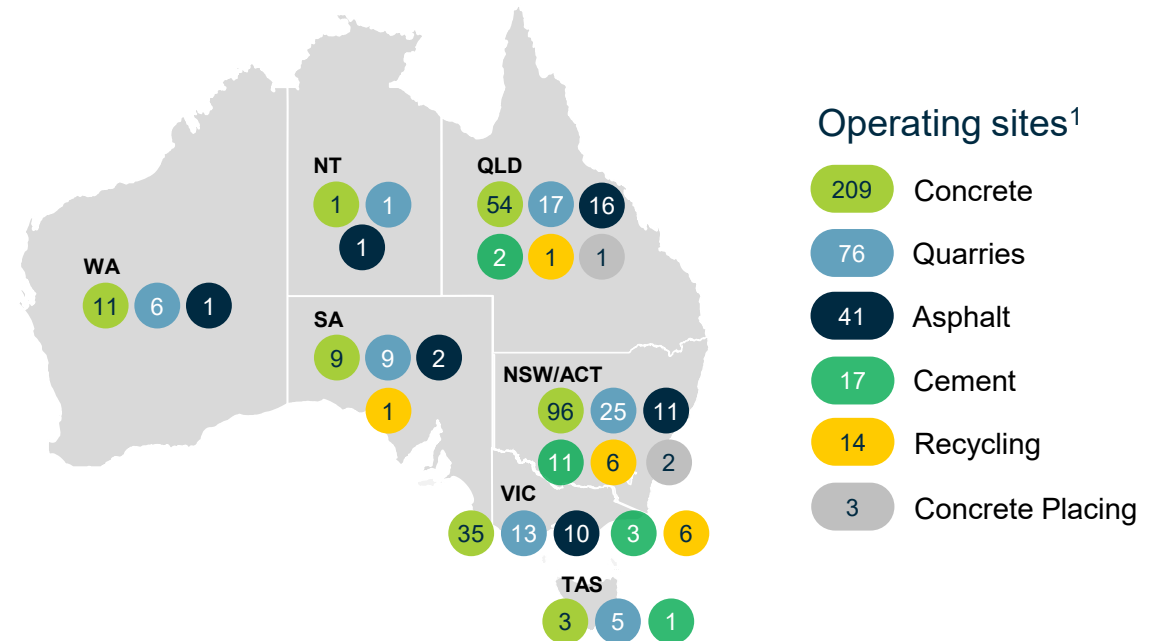 NT
1 1
1
QLD
54 17 16
2 1 1
WA
11 6 1
SA
9 9 2
1
NSW/ACT
96 25 11
11 6 2
VIC
35 13 10 3 6
TAS
3 5 1
Operating sites¹
209 Concrete
76 Quarries
41 Asphalt
17 Cement
14 Recycling
3 Concrete Placing